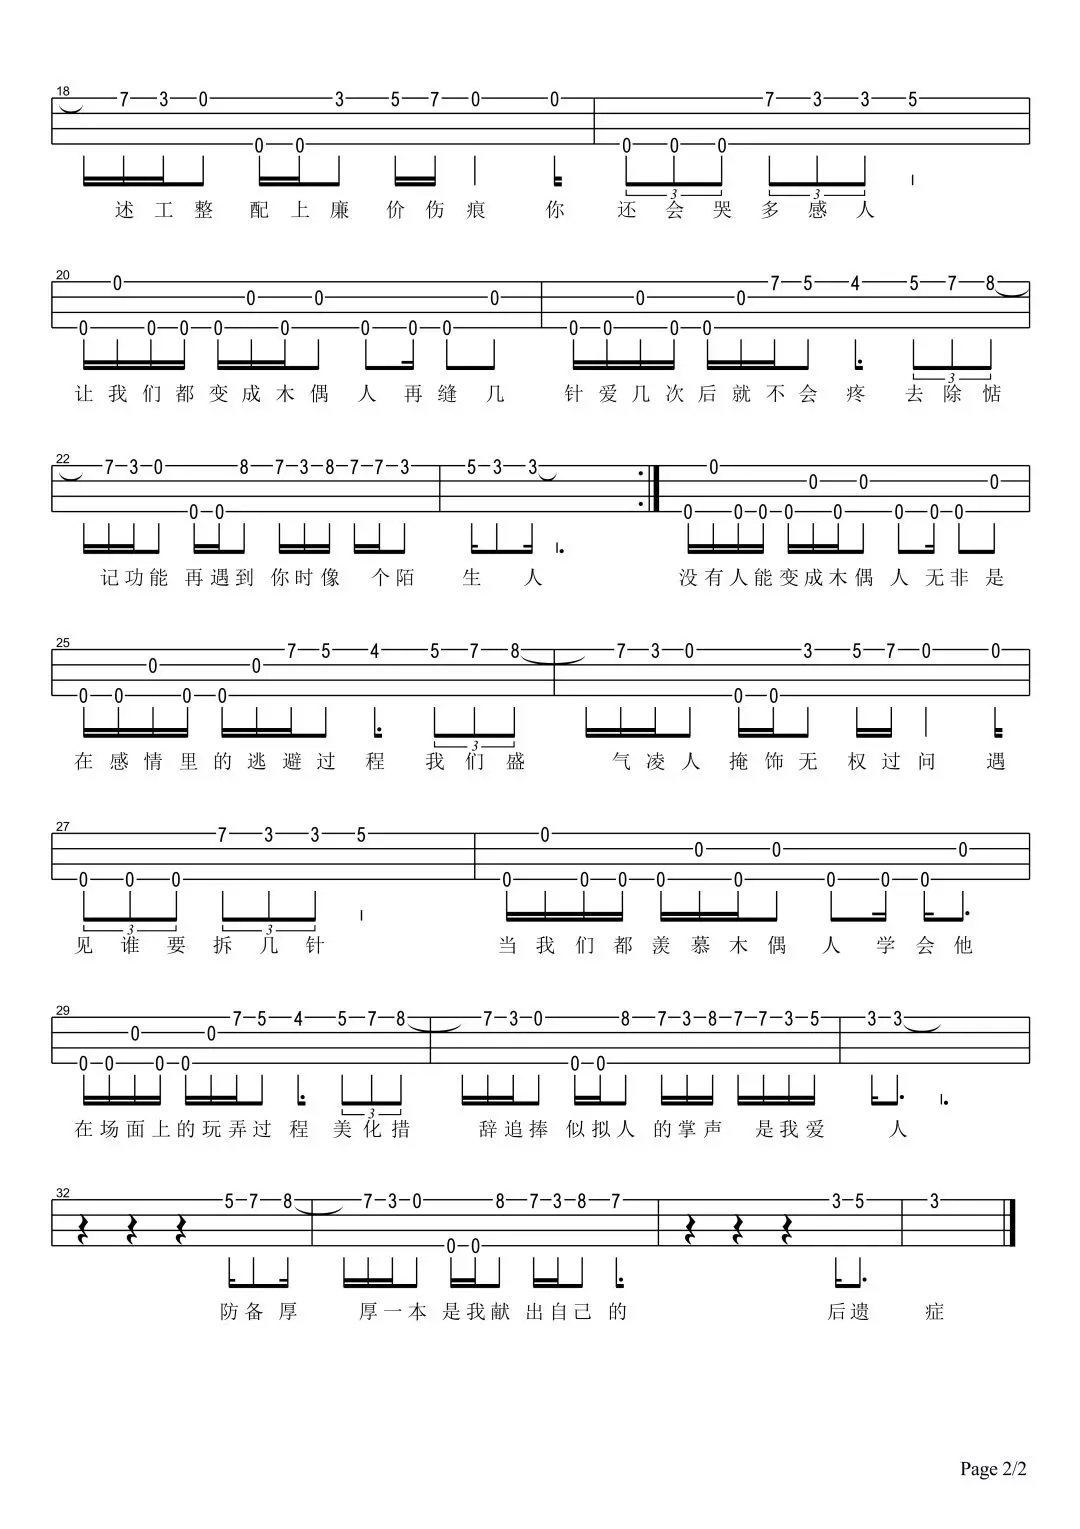 18
7 3 0 0 0 3 5 7 0 0 0 0 0 7 3 3 5
3 3
述工整 配上廉 价伤痕 你 还会哭多感人
20
0 0 0 0 0 0 0 0 0 0 0 0 0 0 0 0 0 0 7 5 4 5 7 8
3
让我们都变成木偶人再缝几 针爱几次后就不会疼 去除惦
22
7 3 0 0 0 8 7 3 8 7 7 3 5 3 3 0 0 0 0 0 0 0 0 0 0 0 0
记功能 再遇到 你时像 个陌 生 人 没有人能变成木偶人无非是
25
0 0 0 0 0 0 7 5 4 5 7 8 7 3 0 0 0 3 5 7 0 0
3
在感情里的逃避过程 我们盛 气凌人 掩饰无 权过问 遇
27
0 0 0 7 3 3 5 0 0 0 0 0 0 0 0 0 0 0 0
3 3
见谁要拆几针 当我们都羡慕木偶人学会他
29
0 0 0 0 0 0 7 5 4 5 7 8 7 3 0 0 0 8 7 3 8 7 7 3 5 3 3
3
在场面上的玩弄过程 美化措 辞追捧 似拟人 的掌声 是我爱 人
32
5 7 8 7 3 0 0 0 8 7 3 8 7 3 5 3
防备厚 厚一本 是我献 出自己 的 后遗 症
Page 2/2